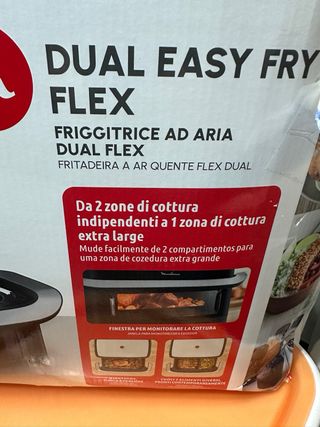 DUAL EASY FRY
FLEX
FRIGGITRICE AD ARIA
DUAL FLEX
FRITADEIRA A AR QUENTE FLEX DUAL
Da 2 zone di cottura
indipendenti a 1 zona di cottura
extra large
Mude facilmente de 2 compartimentos para
uma zona de cozedura extra grande
Moulinex
FINESTRA PER MONITORARE LA COTTURA